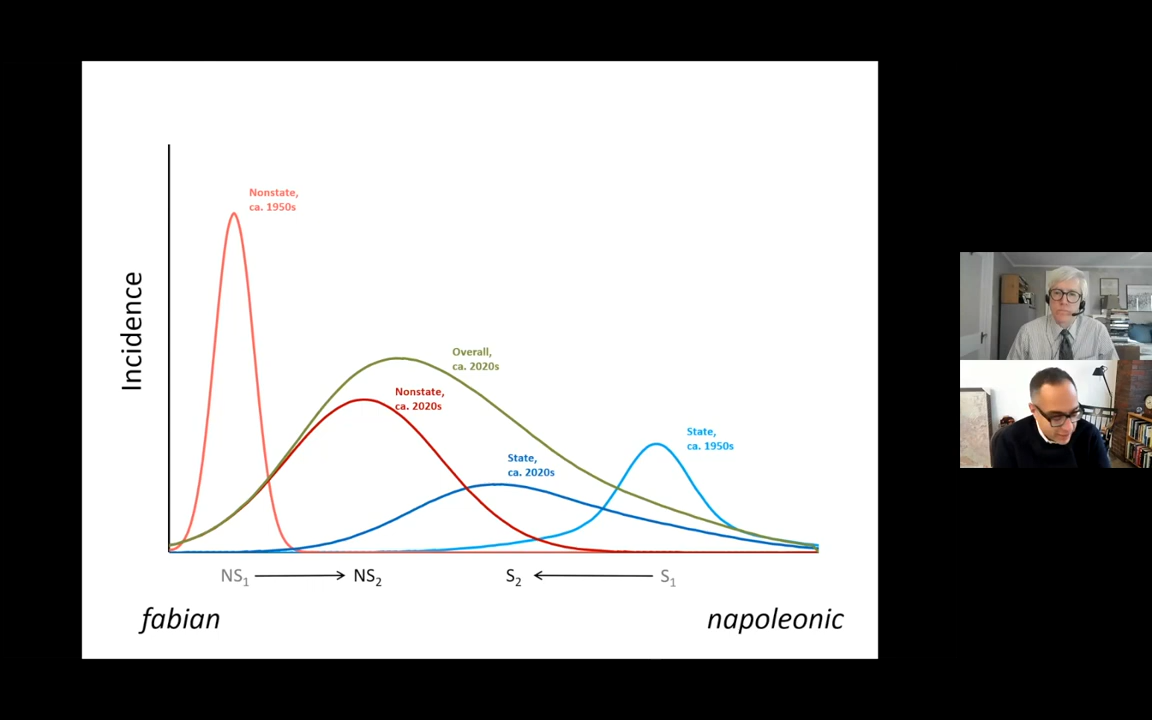 Nonstate,
ca. 1950s
Incidence
Overall,
ca. 2020s
Nonstate,
ca. 2020s
State,
ca. 1950s
State,
ca. 2020s
NS₁ NS₂ S₂ S₁
fabian napoleonic